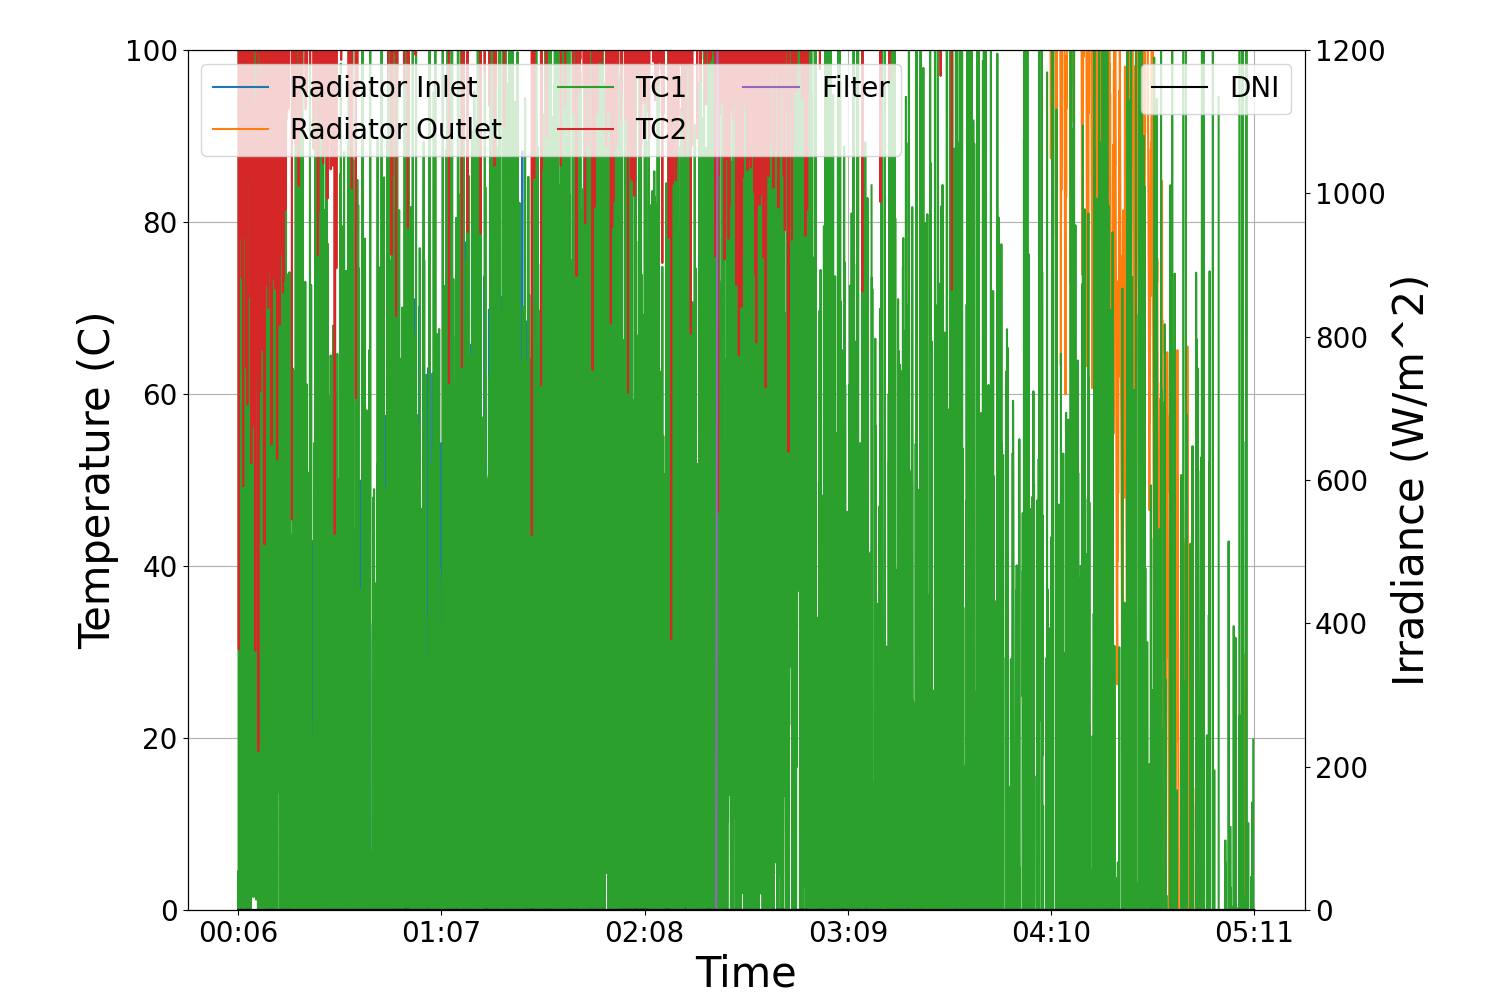 100
80
60
40
20
0
Temperature (C)
Radiator Inlet
Radiator Outlet
TC1
TC2
Filter
DNI
1200
1000
800
600
400
200
0
Irradiance (W/m^2)
00:06
01:07
02:08
03:09
04:10
05:11
Time